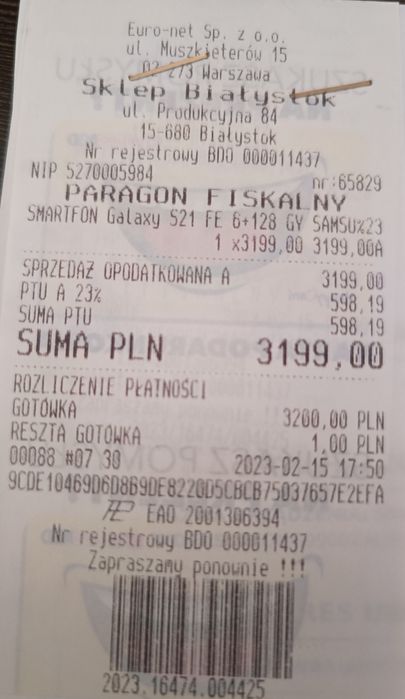 Euro-net Sp. z o.o.
ul. Muszkieterów 15
02-273 Warszawa
Sklep Białystok
ul. Produkcyjna 84
15-680 Białystok
Nr rejestrowy BDO 000011437
NIP 5270005984 nr:65829
PARAGON FISKALNY
SMARTFON Galaxy S21 FE 6+128 GY SAMSU%23
1 x3199,00 3199,00A
SPRZEDAŻ OPODATKOWANA A 3199,00
PTU A 23% 598,19
SUMA PTU 598,19
SUMA PLN 3199,00
ROZLICZENIE PŁATNOŚCI
GOTÓWKA 3200,00 PLN
RESZTA GOTÓWKA 1,00 PLN
00088 #07 30 2023-02-15 17:50
9CDE10469D6D8B9DE8220D5CBCB75037657E2EFA
EAO 2001306394
Nr rejestrowy BDO 000011437
Zapraszamy ponownie !!!
2023.16474.004425